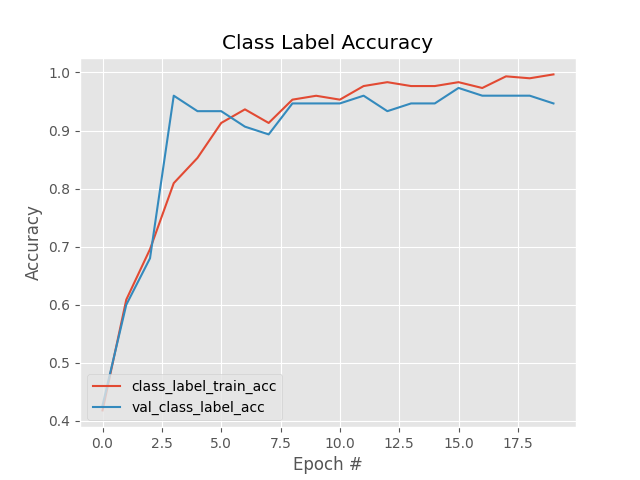 Class Label Accuracy
1.0
0.9
0.8
0.7
0.6
0.5
0.4
Accuracy
class_label_train_acc
val_class_label_acc
0.0 2.5 5.0 7.5 10.0 12.5 15.0 17.5
Epoch #